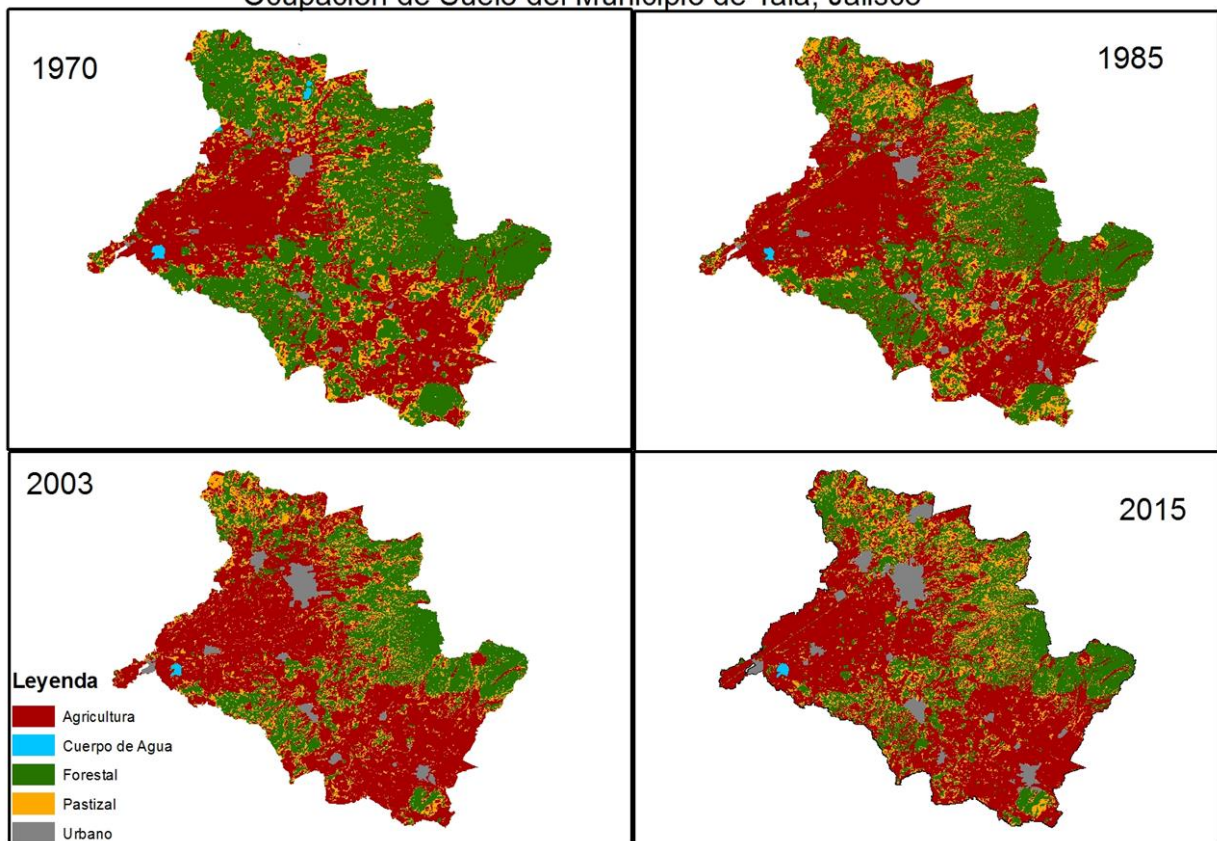 Ocupación de Suelo del Municipio de Tala, Jalisco
1970
1985
2003
2015
Leyenda
Agricultura
Cuerpo de Agua
Forestal
Pastizal
Urbano